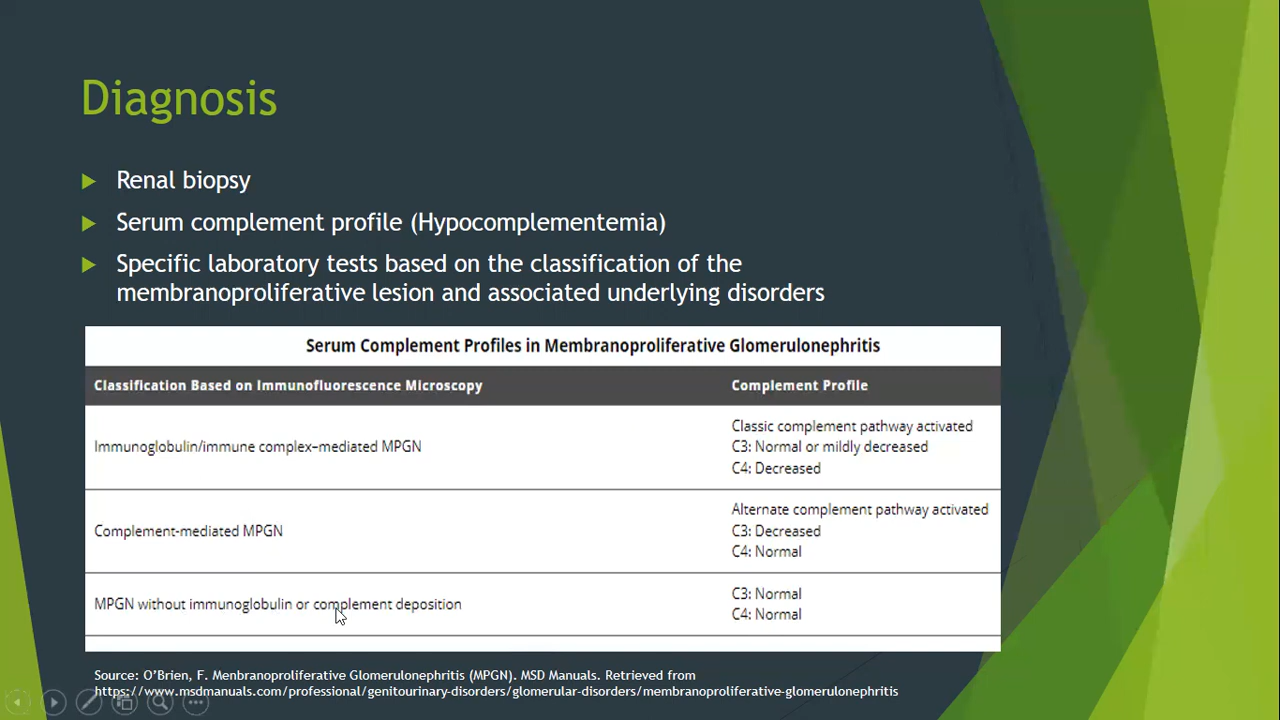 Diagnosis
Renal biopsy
Serum complement profile (Hypocomplementemia)
Specific laboratory tests based on the classification of the
membranoproliferative lesion and associated underlying disorders
Serum Complement Profiles in Membranoproliferative Glomerulonephritis
Classification Based on Immunofluorescence Microscopy Complement Profile
Immunoglobulin/immune complex–mediated MPGN
Classic complement pathway activated
C3: Normal or mildly decreased
C4: Decreased
Complement-mediated MPGN
Alternate complement pathway activated
C3: Decreased
C4: Normal
MPGN without immunoglobulin or complement deposition
C3: Normal
C4: Normal
Source: O’Brien, F. Menbranoproliferative Glomerulonephritis (MPGN). MSD Manuals. Retrieved from
https://www.msdmanuals.com/professional/genitourinary-disorders/glomerular-disorders/membranoproliferative-glomerulonephritis